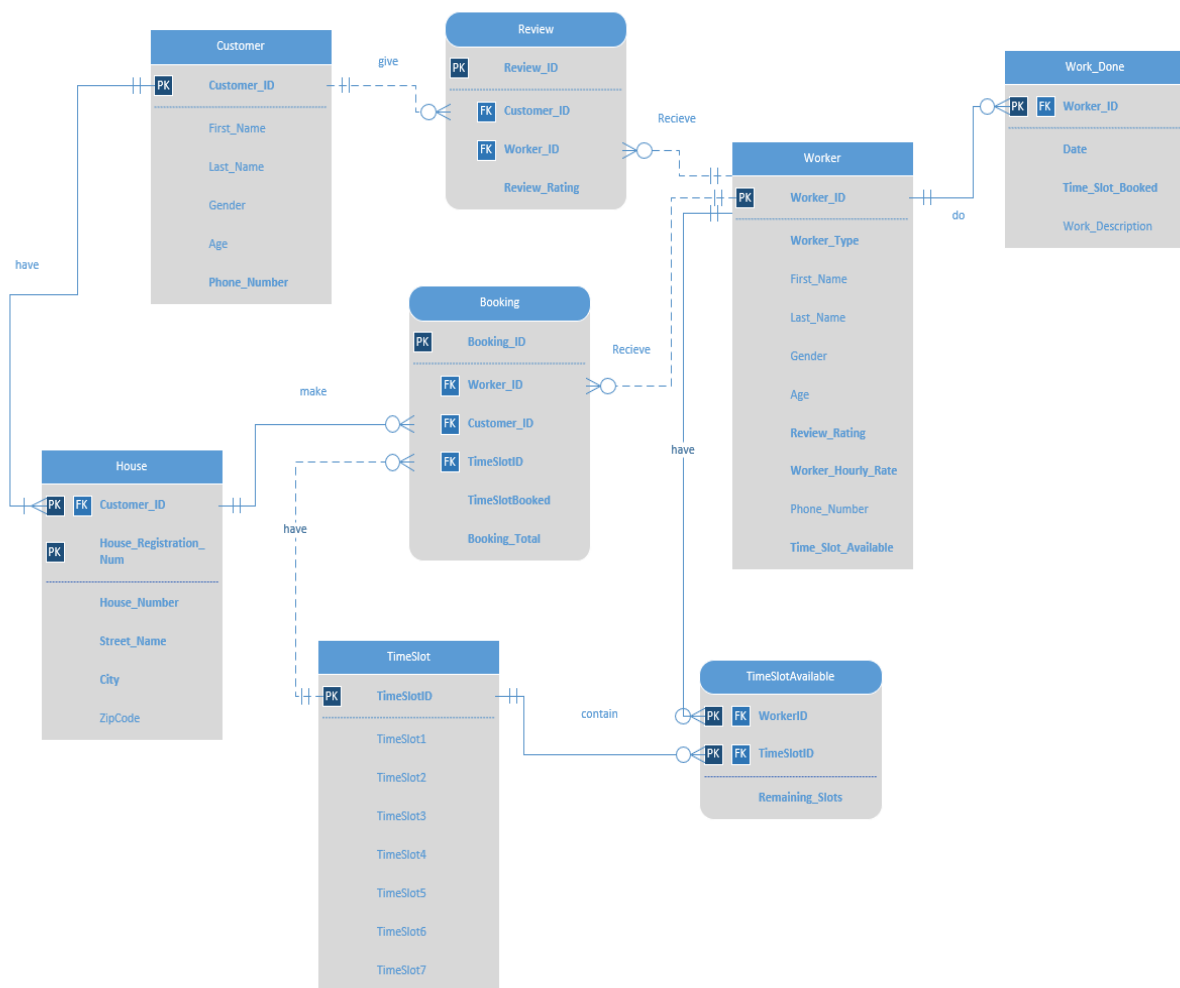 Customer
PK Customer_ID
First_Name
Last_Name
Gender
Age
Phone_Number
give
Review
PK Review_ID
FK Customer_ID
FK Worker_ID
Review_Rating
Recieve
Worker
PK Worker_ID
Worker_Type
First_Name
Last_Name
Gender
Age
Review_Rating
Worker_Hourly_Rate
Phone_Number
Time_Slot_Available
do
Work_Done
PK FK Worker_ID
Date
Time_Slot_Booked
Work_Description
have
Booking
PK Booking_ID
FK Worker_ID
FK Customer_ID
FK TimeSlotID
TimeSlotBooked
Booking_Total
Recieve
make
have
have
House
PK FK Customer_ID
PK House_Registration_
Num
House_Number
Street_Name
City
ZipCode
TimeSlot
PK TimeSlotID
TimeSlot1
TimeSlot2
TimeSlot3
TimeSlot4
TimeSlot5
TimeSlot6
TimeSlot7
contain
TimeSlotAvailable
PK FK WorkerID
PK FK TimeSlotID
Remaining_Slots